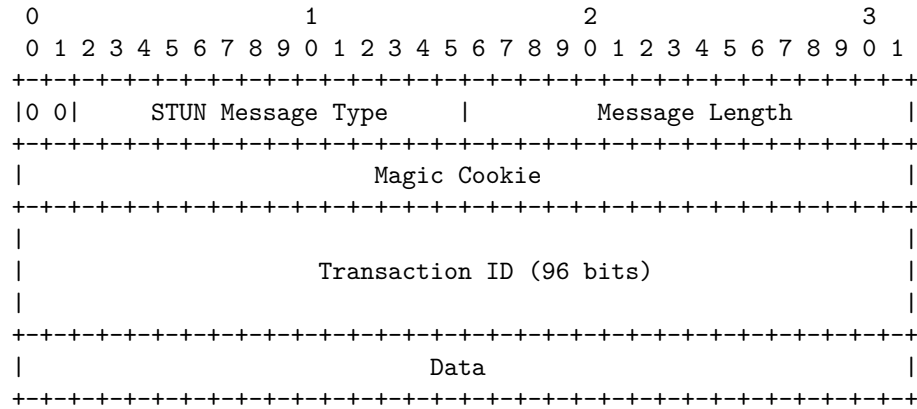 0                   1                   2                   3
0 1 2 3 4 5 6 7 8 9 0 1 2 3 4 5 6 7 8 9 0 1 2 3 4 5 6 7 8 9 0 1
+-+-+-+-+-+-+-+-+-+-+-+-+-+-+-+-+-+-+-+-+-+-+-+-+-+-+-+-+-+-+-+-+
|0 0|     STUN Message Type     |         Message Length        |
+-+-+-+-+-+-+-+-+-+-+-+-+-+-+-+-+-+-+-+-+-+-+-+-+-+-+-+-+-+-+-+-+
|                         Magic Cookie                          |
+-+-+-+-+-+-+-+-+-+-+-+-+-+-+-+-+-+-+-+-+-+-+-+-+-+-+-+-+-+-+-+-+
|                                                               |
|                     Transaction ID (96 bits)                  |
|                                                               |
+-+-+-+-+-+-+-+-+-+-+-+-+-+-+-+-+-+-+-+-+-+-+-+-+-+-+-+-+-+-+-+-+
|                             Data                              |
+-+-+-+-+-+-+-+-+-+-+-+-+-+-+-+-+-+-+-+-+-+-+-+-+-+-+-+-+-+-+-+-+